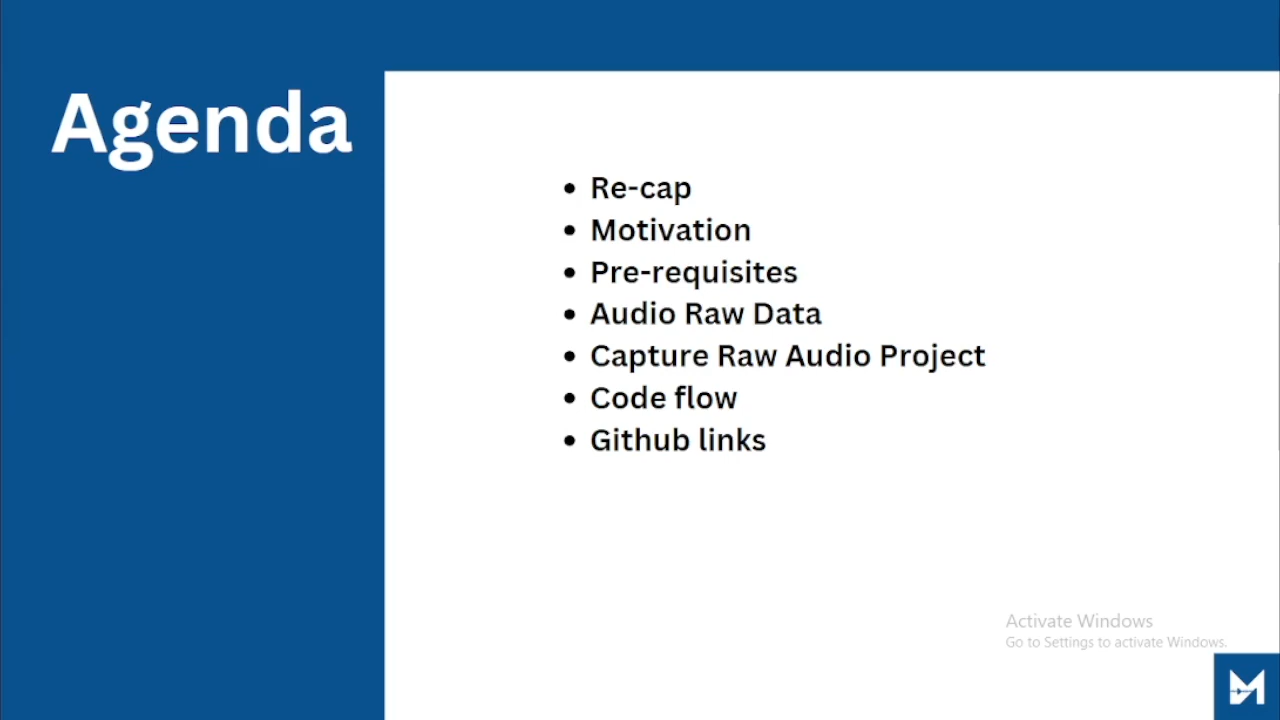 Agenda
• Re-cap
• Motivation
• Pre-requisites
• Audio Raw Data
• Capture Raw Audio Project
• Code flow
• Github links
Activate Windows
Go to Settings to activate Windows.